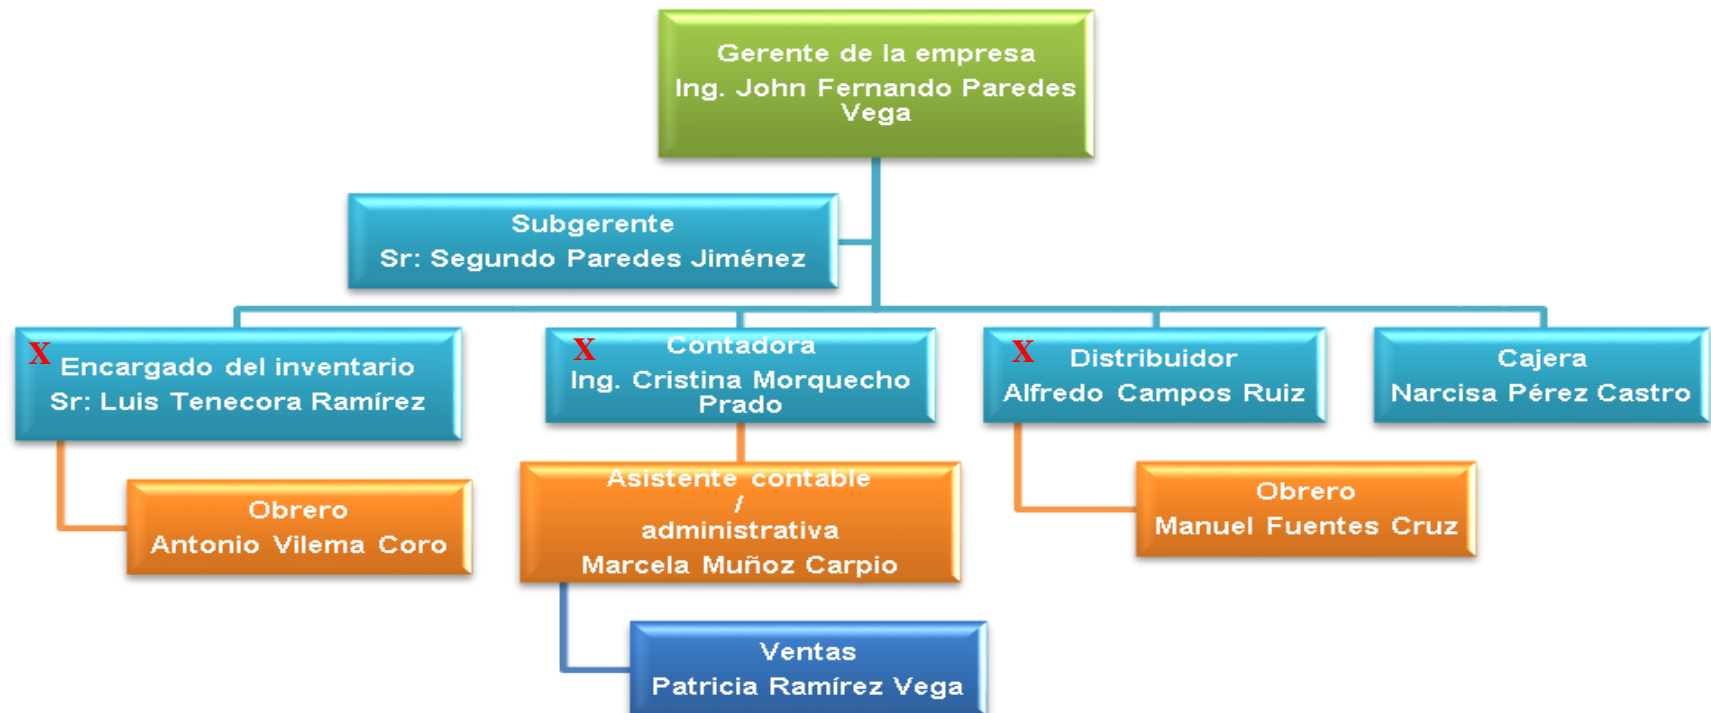 Gerente de la empresa
Ing. John Fernando Paredes
Vega
Subgerente
Sr: Segundo Paredes Jiménez
X
Encargado del inventario
Sr: Luis Tenecora Ramírez
X
Contadora
Ing. Cristina Morquecho
Prado
X
Distribuidor
Alfredo Campos Ruiz
Cajera
Narcisa Pérez Castro
Obrero
Antonio Vilema Coro
Asistente contable
/
administrativa
Marcela Muñoz Carpio
Obrero
Manuel Fuentes Cruz
Ventas
Patricia Ramírez Vega